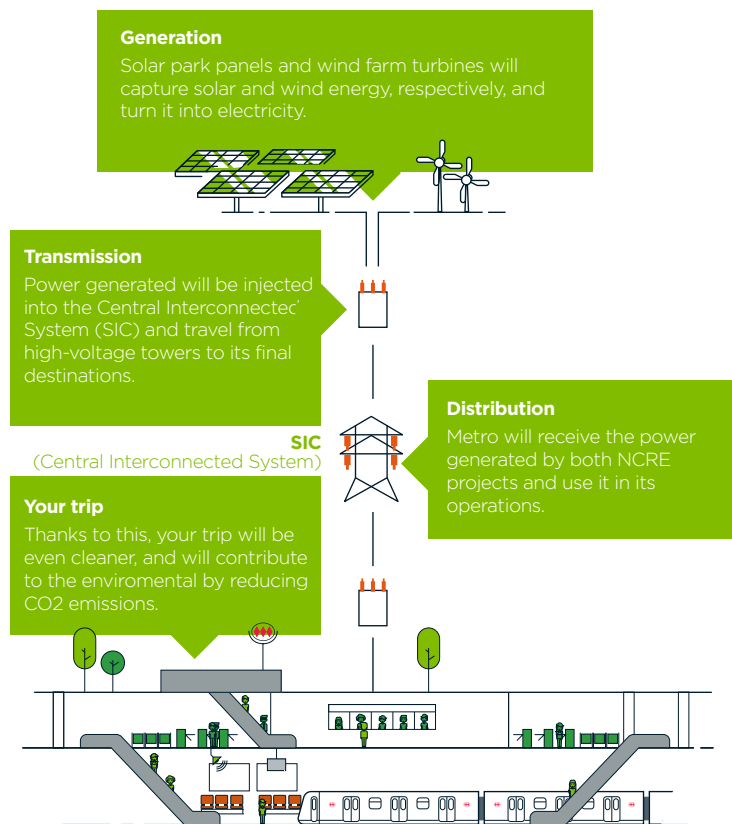 Generation
Solar park panels and wind farm turbines will
capture solar and wind energy, respectively, and
turn it into electricity.
Transmission
Power generated will be injected
into the Central Interconnected
System (SIC) and travel from
high-voltage towers to its final
destinations.
Distribution
Metro will receive the power
generated by both NCRE
projects and use it in its
operations.
SIC
(Central Interconnected System)
Your trip
Thanks to this, your trip will be
even cleaner, and will contribute
to the enviromental by reducing
CO2 emissions.